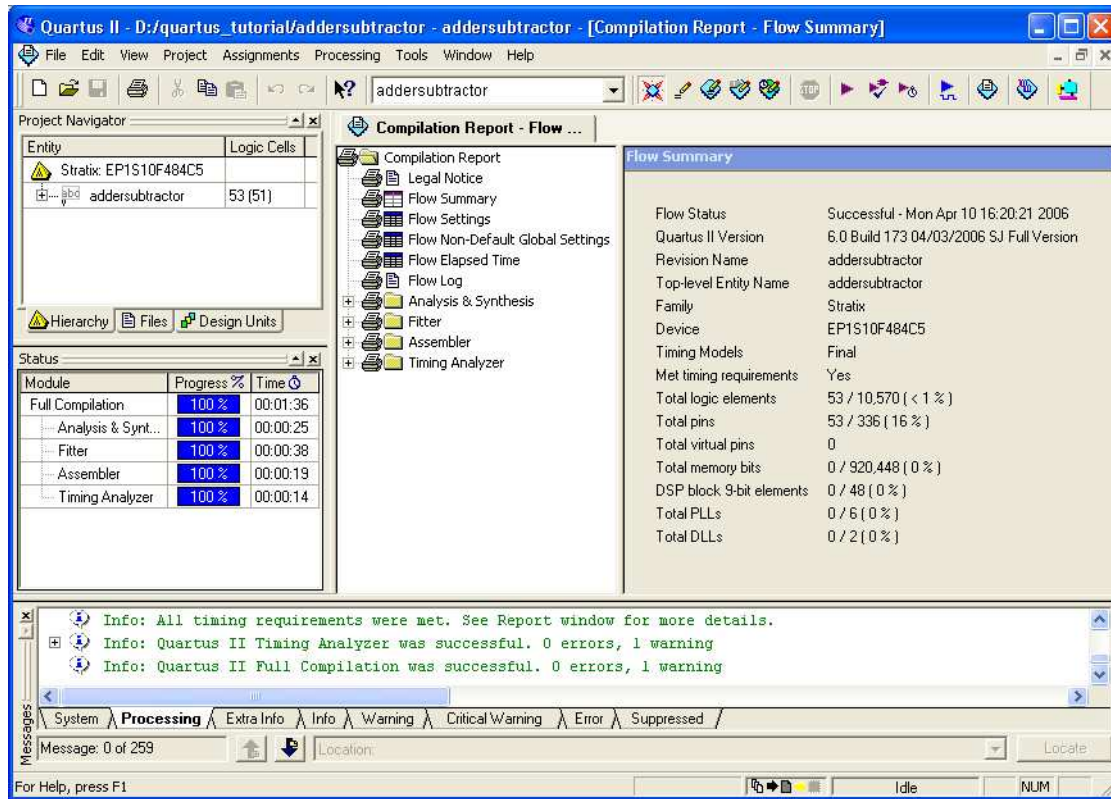 Quartus II - D:/quartus_tutorial/addersubtractor - addersubtractor - [Compilation Report - Flow Summary]
File Edit View Project Assignments Processing Tools Window Help
addersubtractor
STOP
Project Navigator
Entity Logic Cells
Stratix: EP1S10F484C5
abd addersubtractor 53 (51)
Hierarchy Files Design Units
Status
Module Progress % Time
Full Compilation 100 % 00:01:36
Analysis & Synt... 100 % 00:00:25
Fitter 100 % 00:00:38
Assembler 100 % 00:00:19
Timing Analyzer 100 % 00:00:14
Compilation Report - Flow ...
Compilation Report
Legal Notice
Flow Summary
Flow Settings
Flow Non-Default Global Settings
Flow Elapsed Time
Flow Log
Analysis & Synthesis
Fitter
Assembler
Timing Analyzer
Flow Summary
Flow Status Successful - Mon Apr 10 16:20:21 2006
Quartus II Version 6.0 Build 173 04/03/2006 SJ Full Version
Revision Name addersubtractor
Top-level Entity Name addersubtractor
Family Stratix
Device EP1S10F484C5
Timing Models Final
Met timing requirements Yes
Total logic elements 53 / 10,570 ( < 1 % )
Total pins 53 / 336 ( 16 % )
Total virtual pins 0
Total memory bits 0 / 920,448 ( 0 % )
DSP block 9-bit elements 0 / 48 ( 0 % )
Total PLLs 0 / 6 ( 0 % )
Total DLLs 0 / 2 ( 0 % )
Info: All timing requirements were met. See Report window for more details.
Info: Quartus II Timing Analyzer was successful. 0 errors, 1 warning
Info: Quartus II Full Compilation was successful. 0 errors, 1 warning
Messages
System Processing Extra Info Info Warning Critical Warning Error Suppressed
Message: 0 of 259 Location: Locate
For Help, press F1 Idle NUM